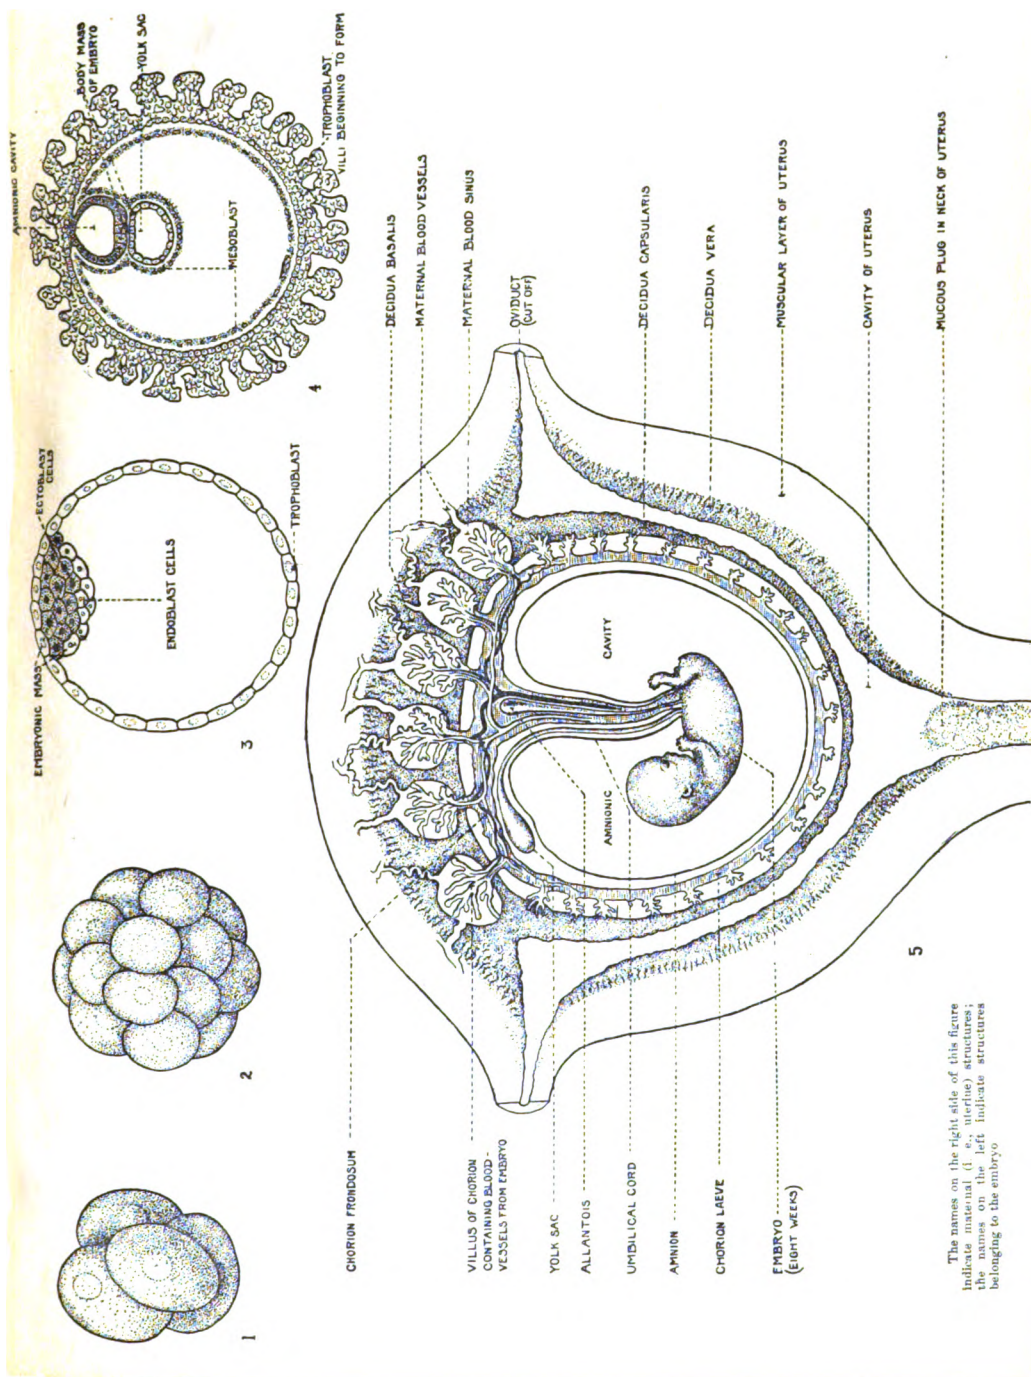 1
2
EMBRYONIC MASS
ECTOBLAST
CELLS
ENDOBLAST CELLS
TROPHOBLAST
3
AMNIONIC CAVITY
BODY MASS
OF EMBRYO
YOLK SAC
MESOBLAST
TROPHOBLAST.
VILLI BEGINNING TO FORM
4
CHORION FRONDOSUM
VILLUS OF CHORION
CONTAINING BLOOD-
VESSELS FROM EMBRYO
YOLK SAC
ALLANTOIS
UMBILICAL CORD
AMNION
CHORION LAEVE
EMBRYO
(EIGHT WEEKS)
AMNIONIC
CAVITY
DECIDUA BASALIS
MATERNAL BLOOD VESSELS
MATERNAL BLOOD SINUS
OVIDUCT
(CUT OFF)
DECIDUA CAPSULARIS
DECIDUA VERA
MUSCULAR LAYER OF UTERUS
CAVITY OF UTERUS
MUCOUS PLUG IN NECK OF UTERUS
5
The names on the right side of this figure
indicate maternal (i. e., uterine) structures;
the names on the left indicate structures
belonging to the embryo